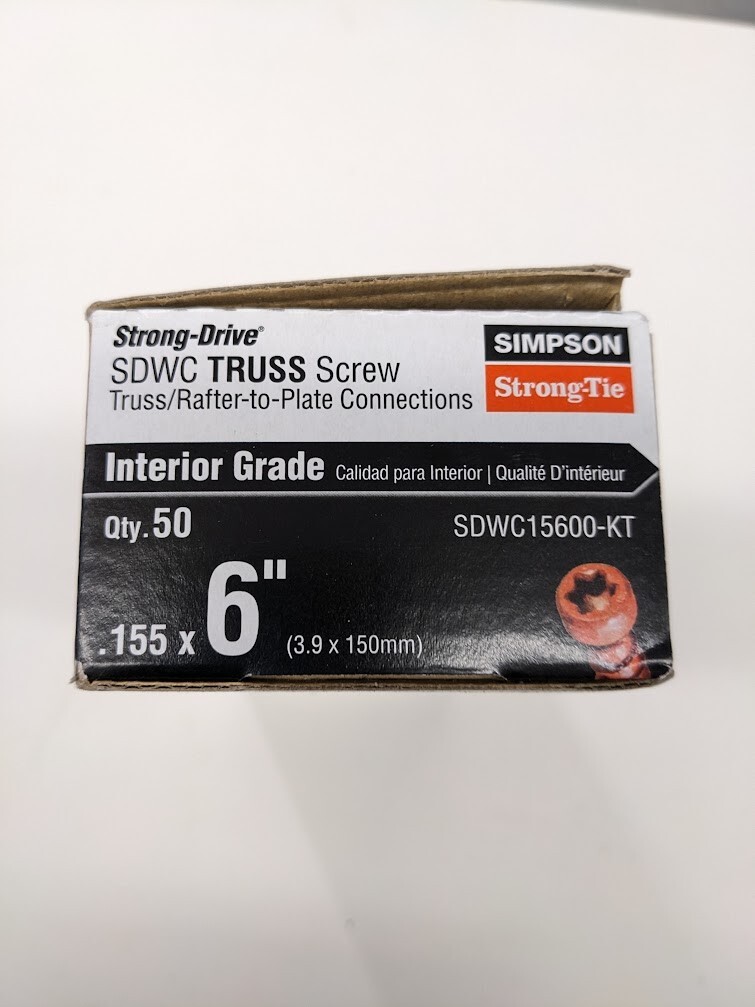 Strong-Drive®
SDWC TRUSS Screw
Truss/Rafter-to-Plate Connections
SIMPSON
Strong-Tie
Interior Grade Calidad para Interior | Qualité D'intérieur
Qty. 50
SDWC15600-KT
.155 x 6" (3.9 x 150mm)